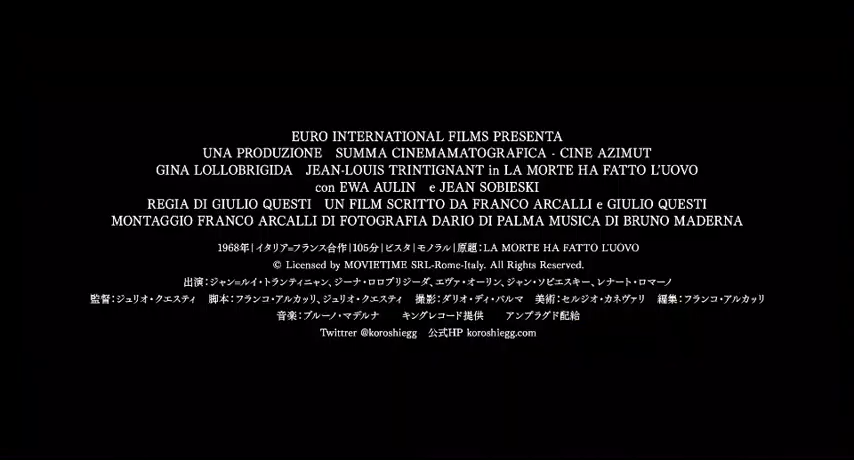 EURO INTERNATIONAL FILMS PRESENTA
UNA PRODUZIONE SUMMA CINEMAMATOGRAFICA - CINE AZIMUT
GINA LOLLOBRIGIDA JEAN-LOUIS TRINTIGNANT in LA MORTE HA FATTO L'UOVO
con EWA AULIN e JEAN SOBIESKI
REGIA DI GIULIO QUESTI UN FILM SCRITTO DA FRANCO ARCALLI e GIULIO QUESTI
MONTAGGIO FRANCO ARCALLI DI FOTOGRAFIA DARIO DI PALMA MUSICA DI BRUNO MADERNA
1968年|イタリア=フランス合作|105分|ビスタ|モノラル|原題:LA MORTE HA FATTO L'UOVO
© Licensed by MOVIETIME SRL-Rome-Italy. All Rights Reserved.
出演:ジャン=ルイ・トランティニャン、ジーナ・ロロブリジーダ、エヴァ・オーリン、ジャン・ソビエスキー、レナート・ロマーノ
監督:ジュリオ・クエスティ 脚本:フランコ・アルカッリ、ジュリオ・クエスティ 撮影:ダリオ・ディ・パルマ 美術:セルジオ・カネヴァリ 編集:フランコ・アルカッリ
音楽:ブルーノ・マデルナ キングレコード提供 アンプラグド配給
Twittrer @koroshiegg 公式HP koroshiegg.com